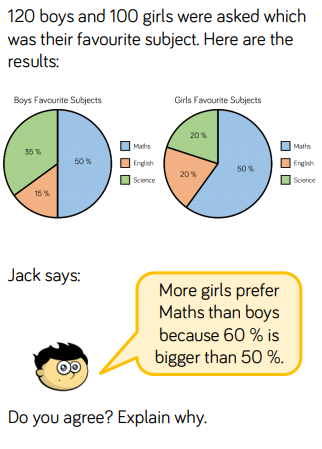 120 boys and 100 girls were asked which
was their favourite subject. Here are the
results:
Boys Favourite Subjects
35 %
50 %
15 %
Maths
English
Science
Girls Favourite Subjects
20 %
20 %
50 %
Maths
English
Science
Jack says:
More girls prefer
Maths than boys
because 60 % is
bigger than 50 %.
Do you agree? Explain why.